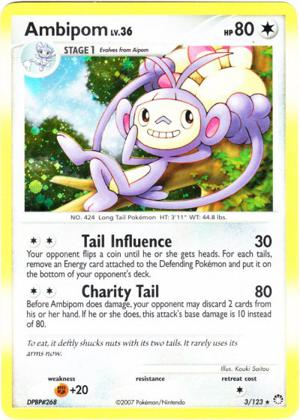 Ambipom LV.36 HP 80
STAGE 1 Evolves from Aipom
NO. 424 Long Tail Pokémon HT: 3'11" WT: 44.8 lbs.
Tail Influence 30
Your opponent flips a coin until he or she gets heads. For each tails,
remove an Energy card attached to the Defending Pokémon and put it
on the bottom of your opponent's deck.
Charity Tail 80
Before Ambipom does damage, your opponent may discard 2 cards
from his or her hand. If he or she does, this attack's base damage is 10 instead
of 80.
To eat, it deftly shucks nuts with its two tails. It rarely uses
its arms now.
Illus. Kouki Saitou
weakness resistance retreat cost
+20
DPBP#268 ©2007 Pokémon/Nintendo 3/123 ★